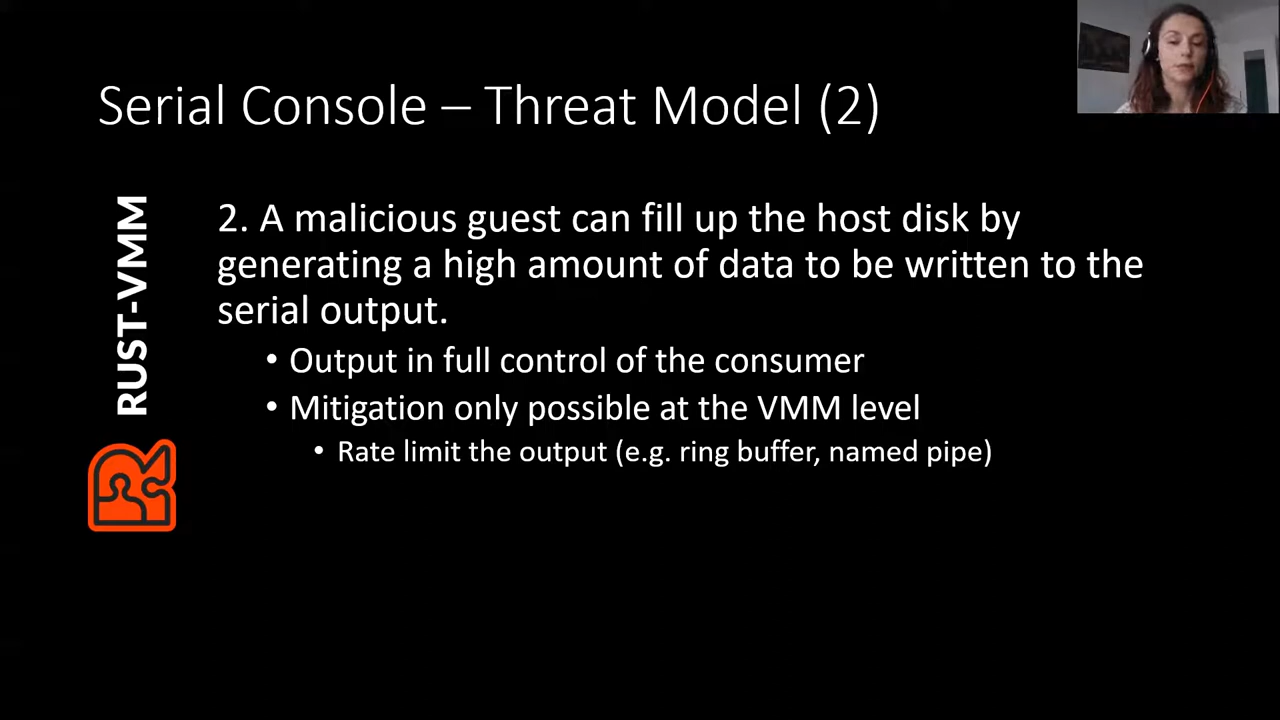 Serial Console – Threat Model (2)
RUST-VMM
2. A malicious guest can fill up the host disk by
generating a high amount of data to be written to the
serial output.
• Output in full control of the consumer
• Mitigation only possible at the VMM level
• Rate limit the output (e.g. ring buffer, named pipe)